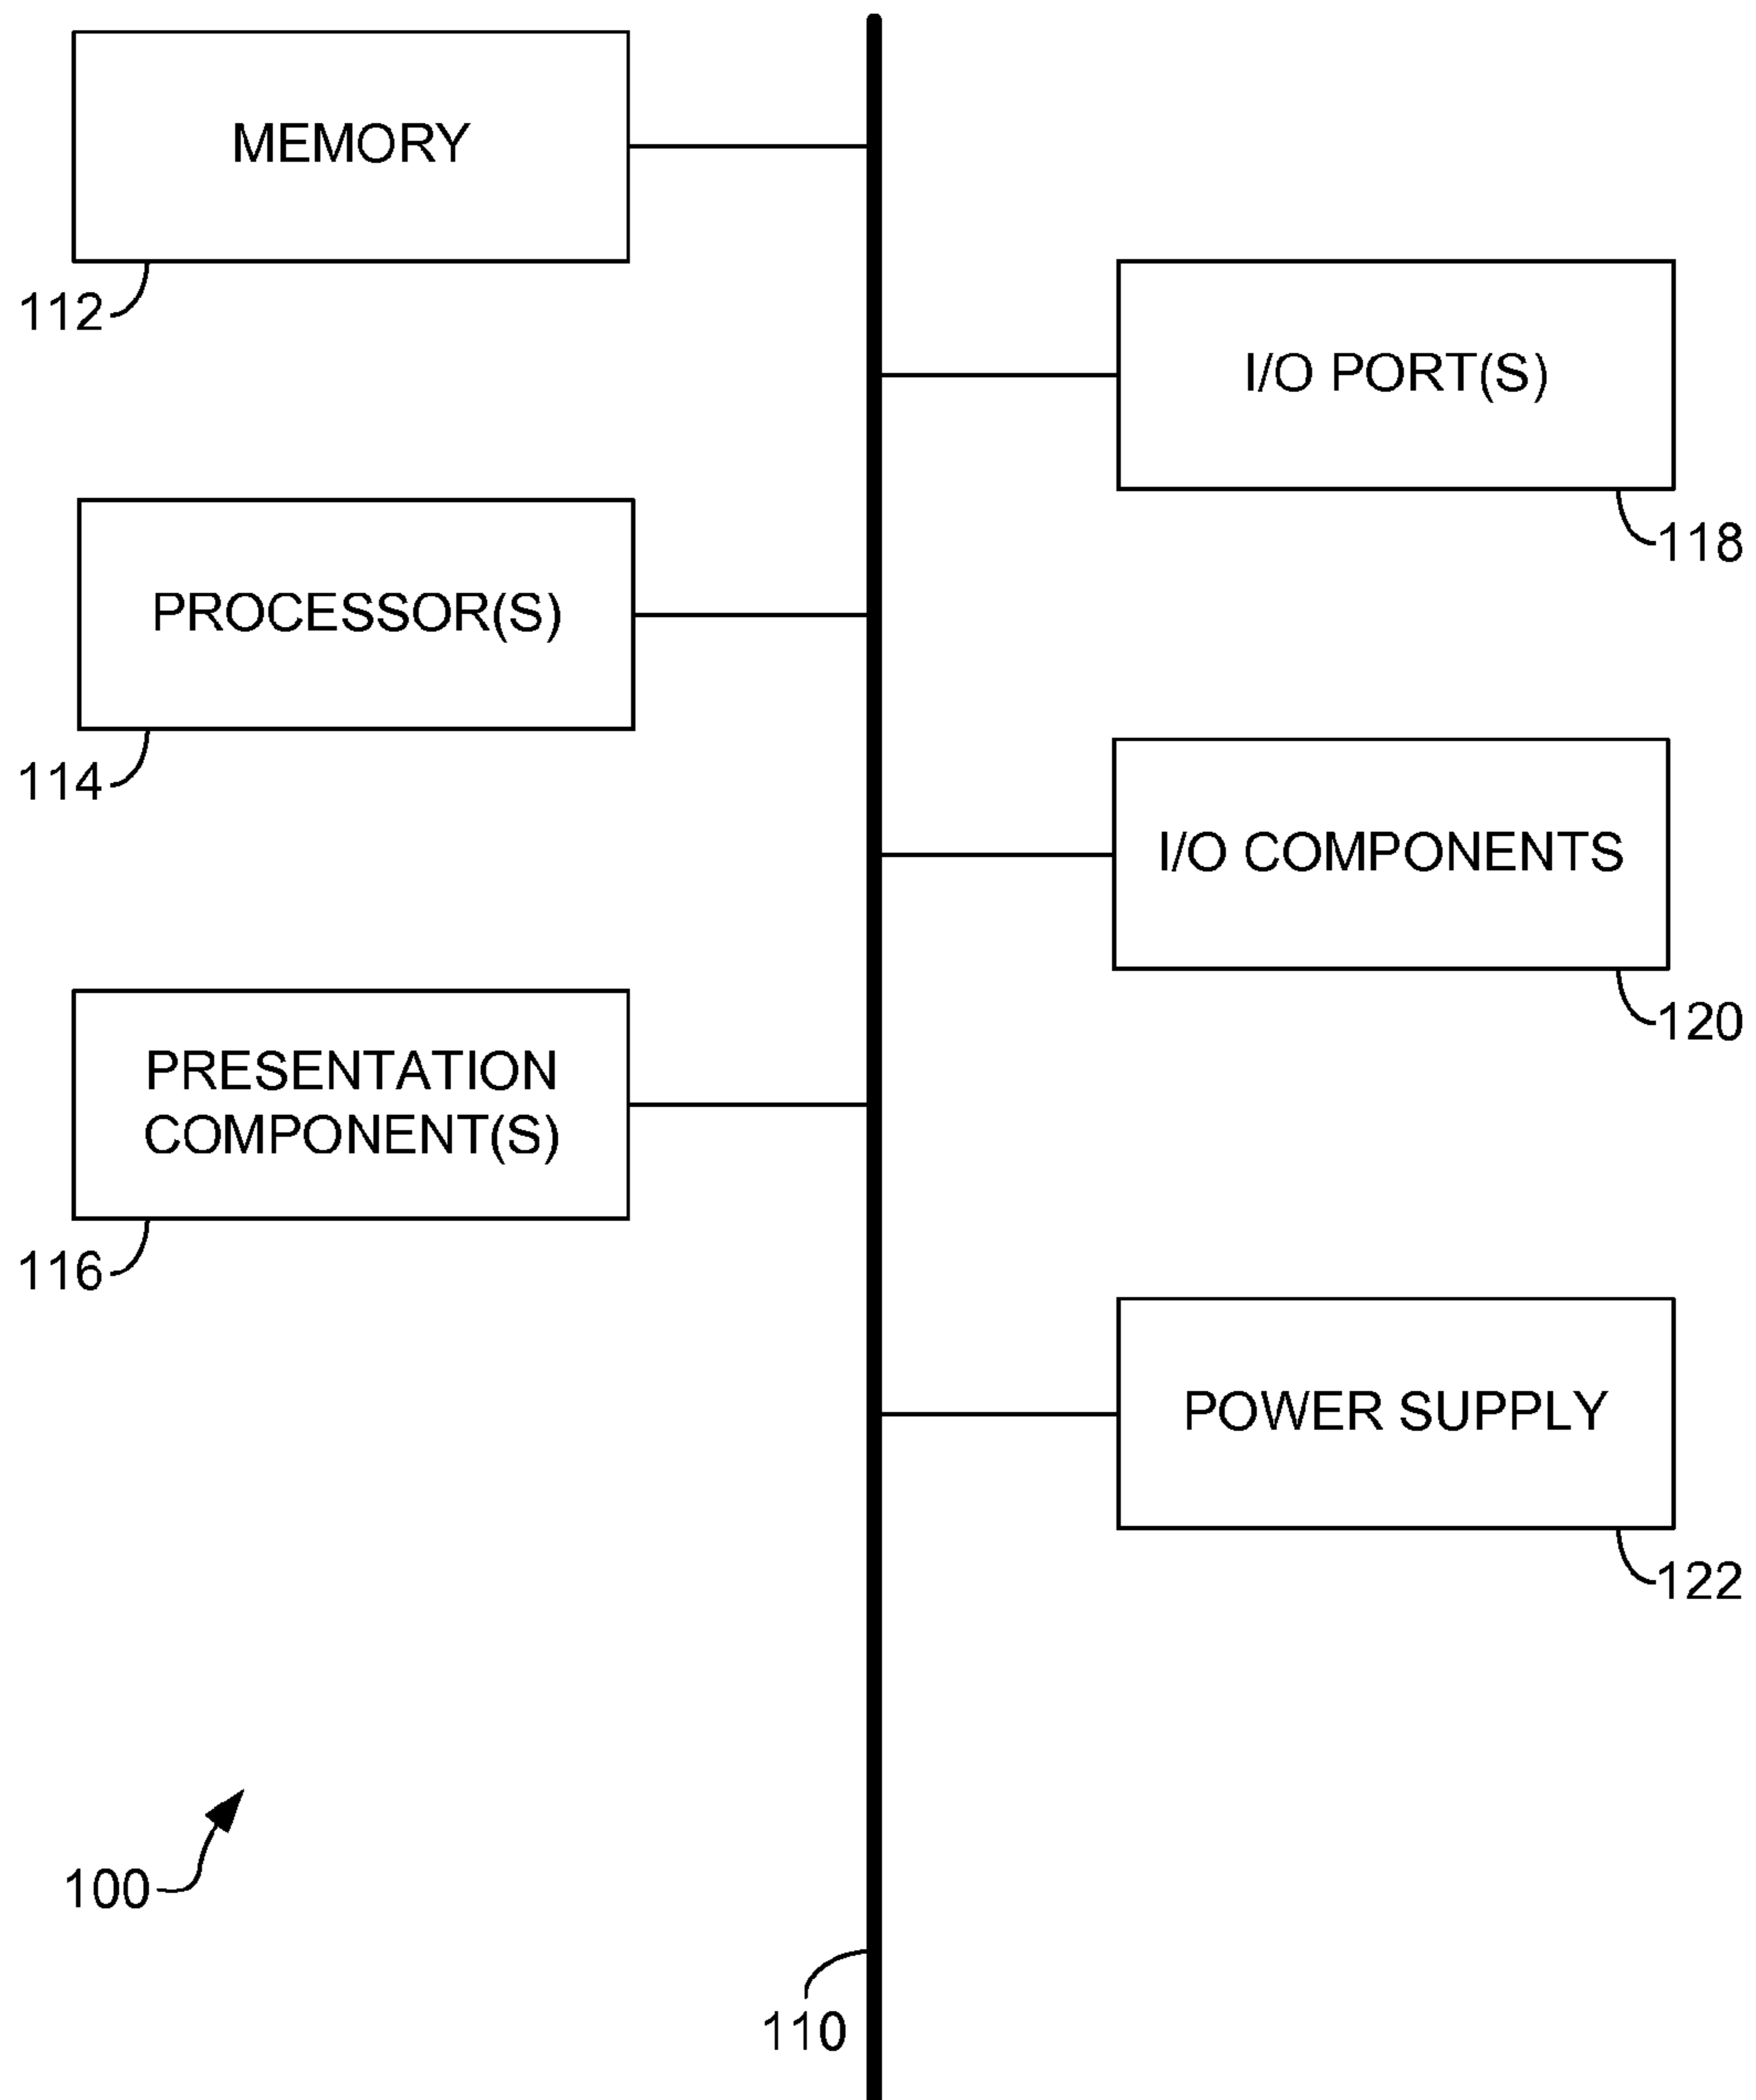 MEMORY
112
I/O PORT(S)
118
PROCESSOR(S)
114
I/O COMPONENTS
120
PRESENTATION
COMPONENT(S)
116
POWER SUPPLY
122
100
110